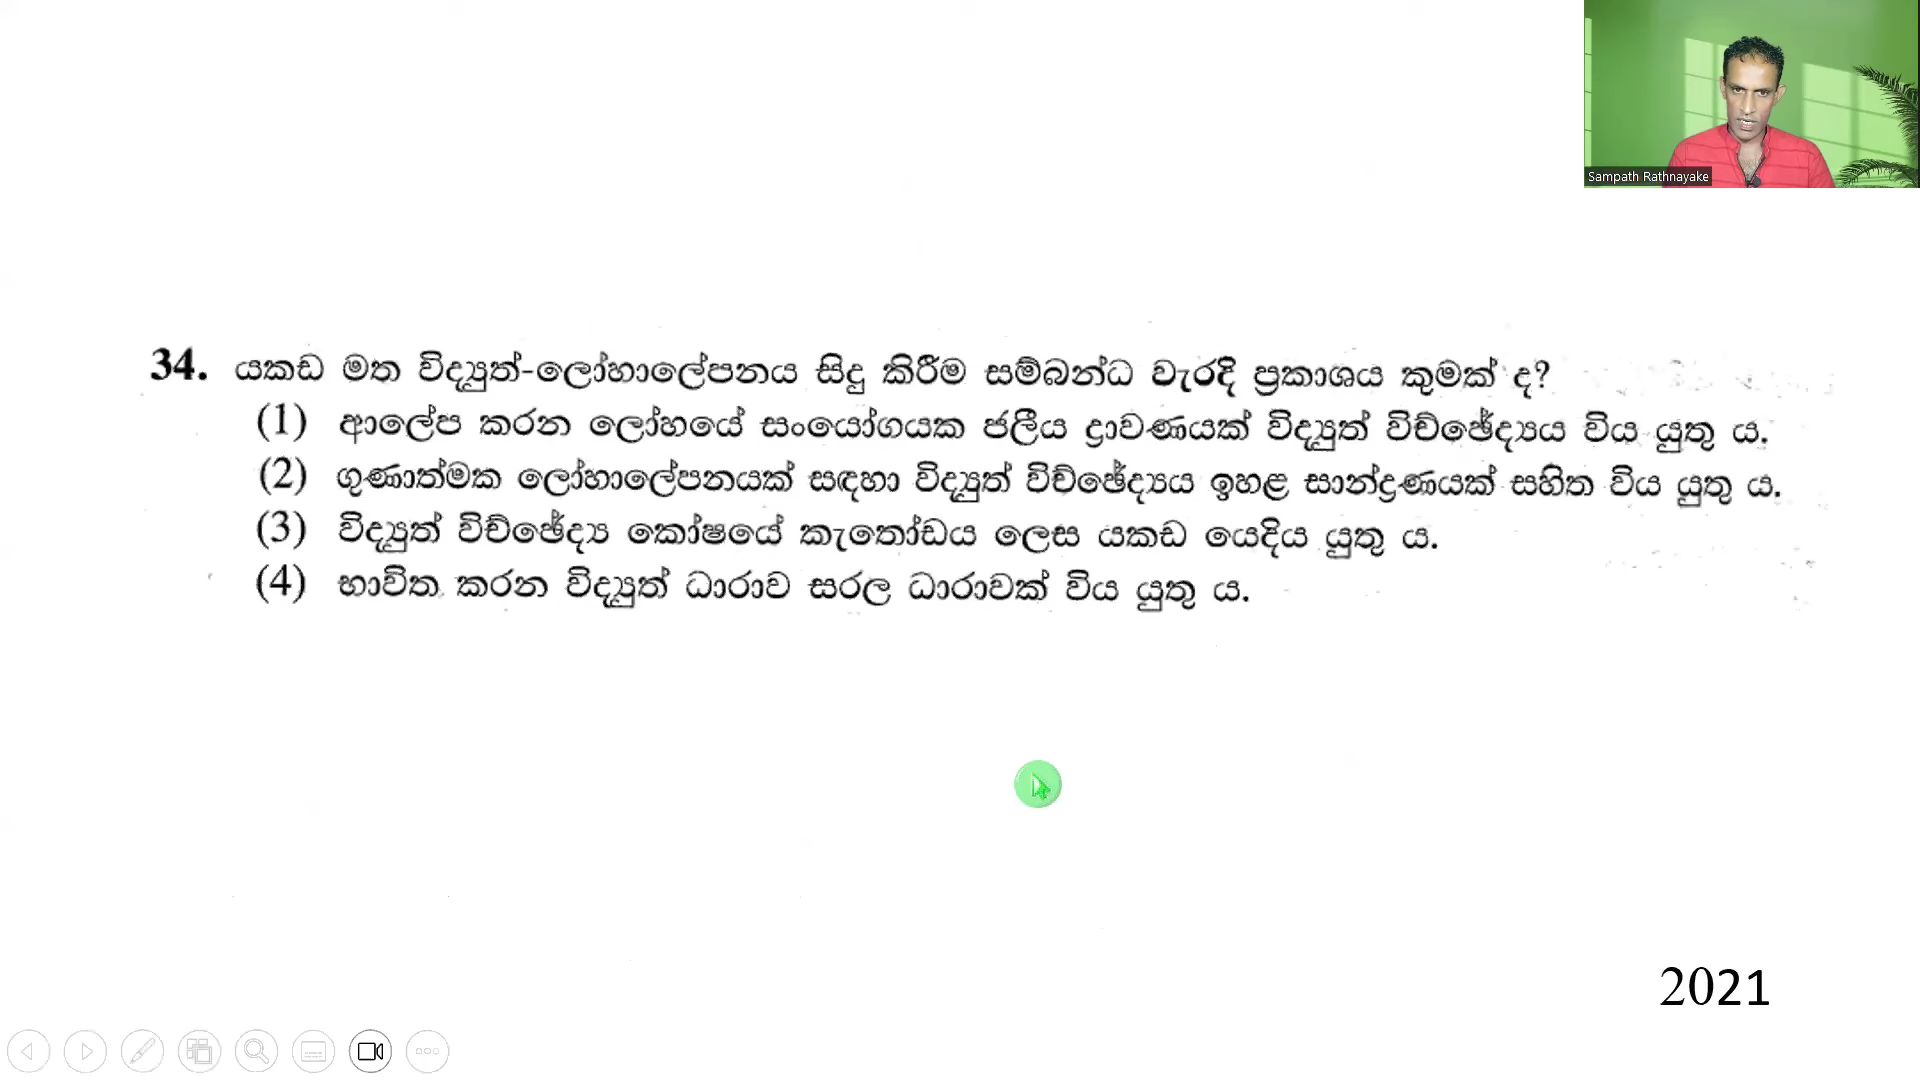 Sampath Rathnayake
34. යකඩ මත විද්‍යුත්-ලෝහාලේපනය සිදු කිරීම සම්බන්ධ වැරදි ප්‍රකාශය කුමක් ද?
(1) ආලේප කරන ලෝහයේ සංයෝගයක ජලීය ද්‍රාවණයක් විද්‍යුත් විච්ඡේද්‍යය විය යුතු ය.
(2) ගුණාත්මක ලෝහාලේපනයක් සඳහා විද්‍යුත් විච්ඡේද්‍යය ඉහළ සාන්ද්‍රණයක් සහිත විය යුතු ය.
(3) විද්‍යුත් විච්ඡේද්‍ය කෝෂයේ කැතෝඩය ලෙස යකඩ යෙදිය යුතු ය.
(4) භාවිත කරන විද්‍යුත් ධාරාව සරල ධාරාවක් විය යුතු ය.
2021